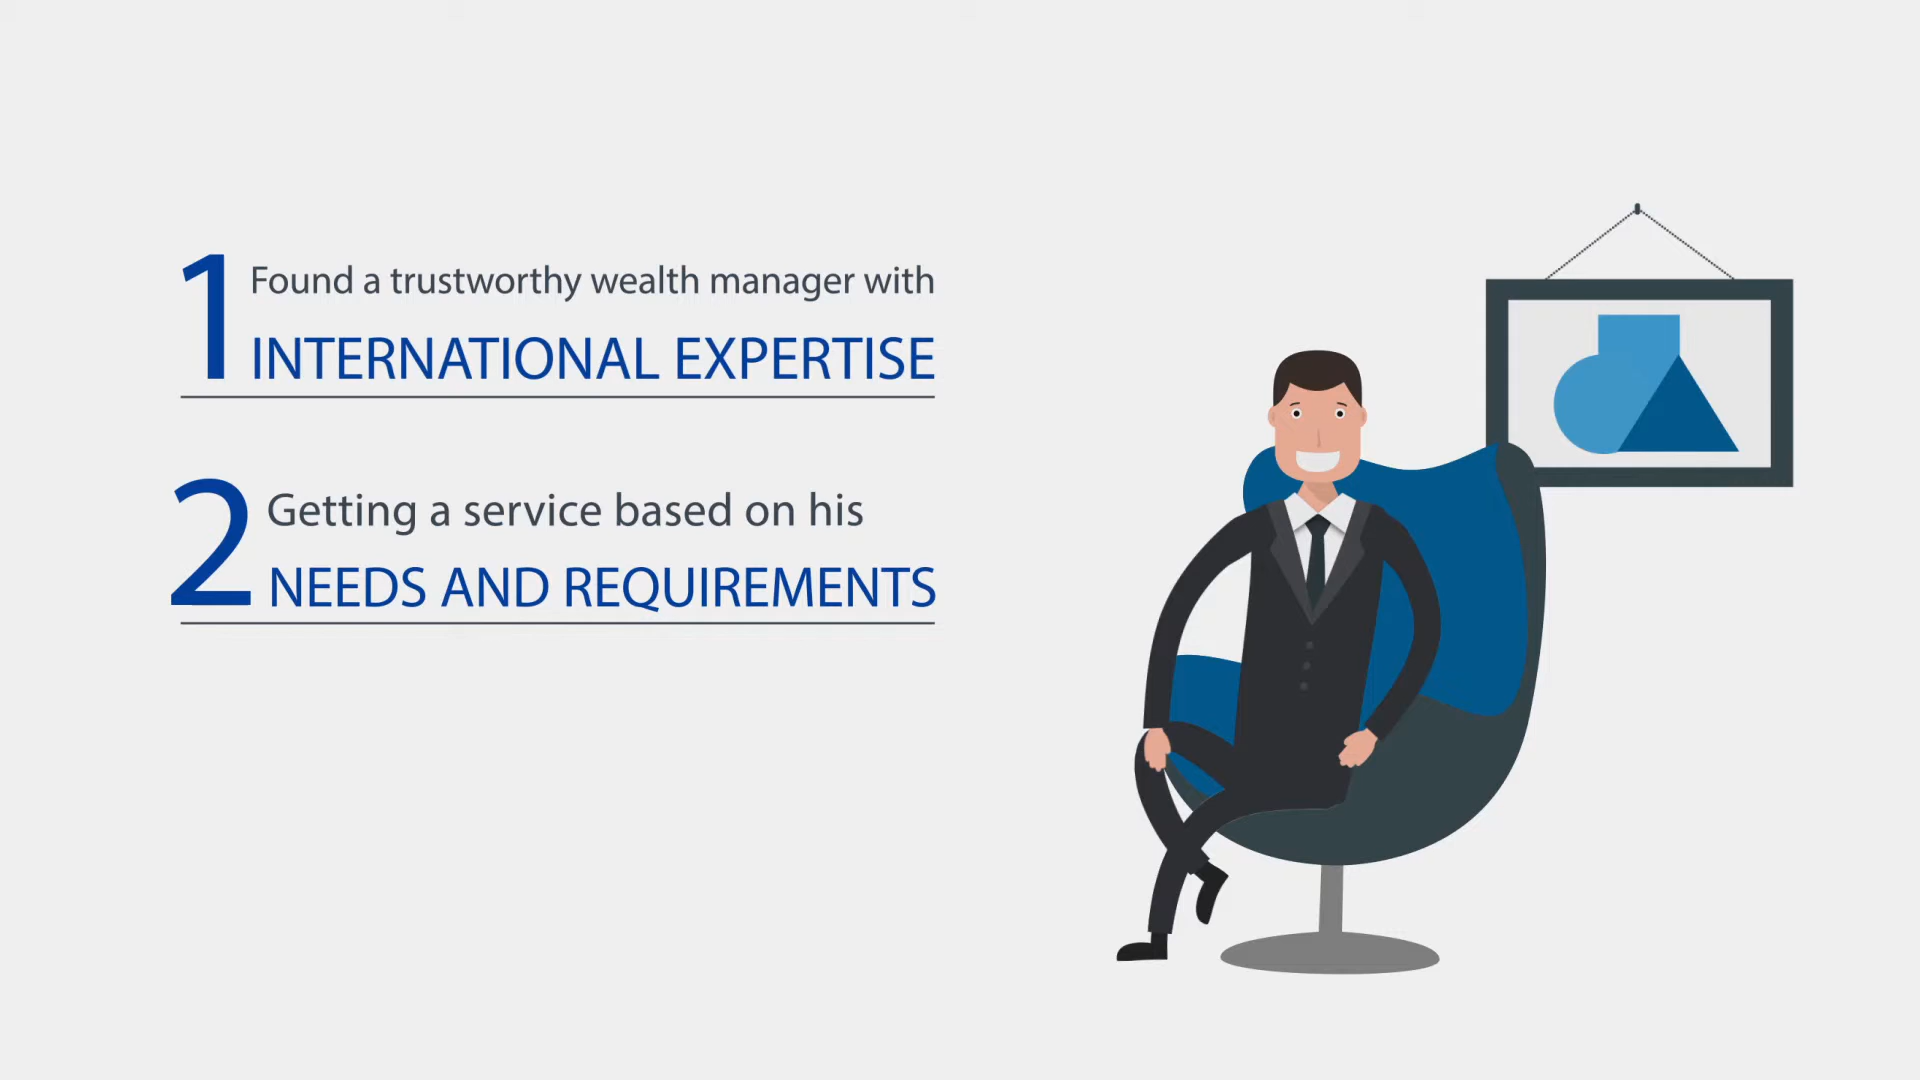 1 Found a trustworthy wealth manager with
INTERNATIONAL EXPERTISE
2 Getting a service based on his
NEEDS AND REQUIREMENTS